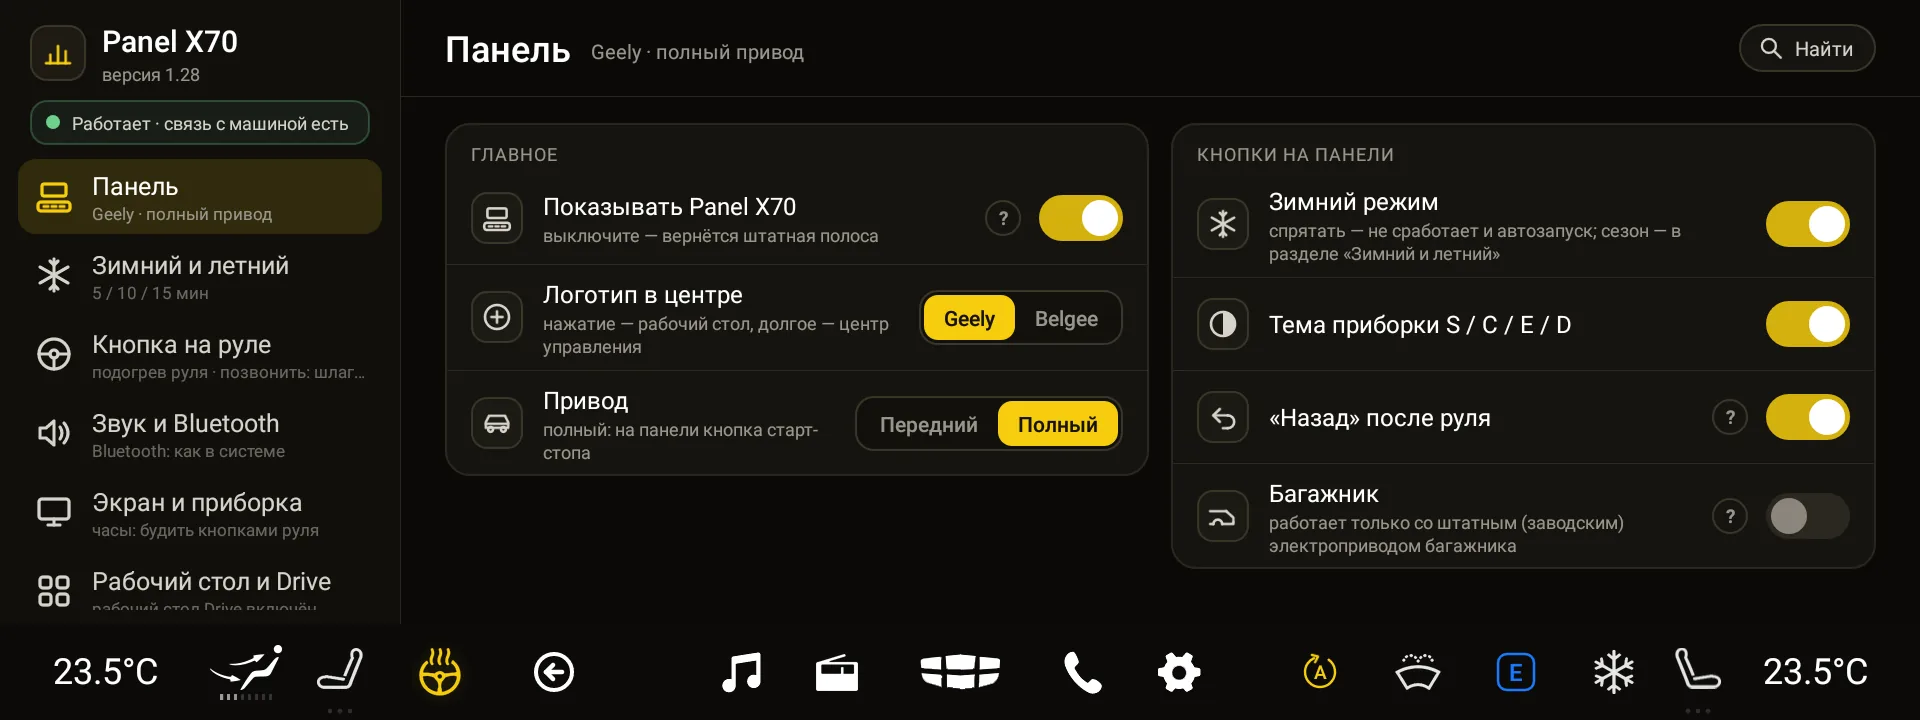 Panel X70
версия 1.28
Работает · связь с машиной есть
Панель
Geely · полный привод
Зимний и летний
5 / 10 / 15 мин
Кнопка на руле
подогрев руля · позвонить: шлаг…
Звук и Bluetooth
Bluetooth: как в системе
Экран и приборка
часы: будить кнопками руля
Рабочий стол и Drive
рабочий стол Drive включён
Панель Geely · полный привод
Найти
ГЛАВНОЕ
Показывать Panel X70
выключите — вернётся штатная полоса
?
Логотип в центре
нажатие — рабочий стол, долгое — центр
управления
Geely Belgee
Привод
полный: на панели кнопка старт-
стопа
Передний Полный
КНОПКИ НА ПАНЕЛИ
Зимний режим
спрятать — не сработает и автозапуск; сезон — в
разделе «Зимний и летний»
Тема приборки S / C / E / D
«Назад» после руля
?
Багажник
работает только со штатным (заводским)
электроприводом багажника
?
23.5°C
A
E
23.5°C